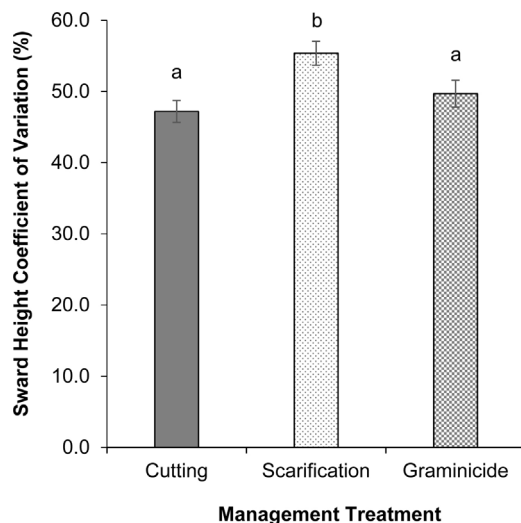 Sward Height Coefficient of Variation (%)
60.0
50.0
40.0
30.0
20.0
10.0
0.0
a
b
a
Cutting
Scarification
Graminicide
Management Treatment